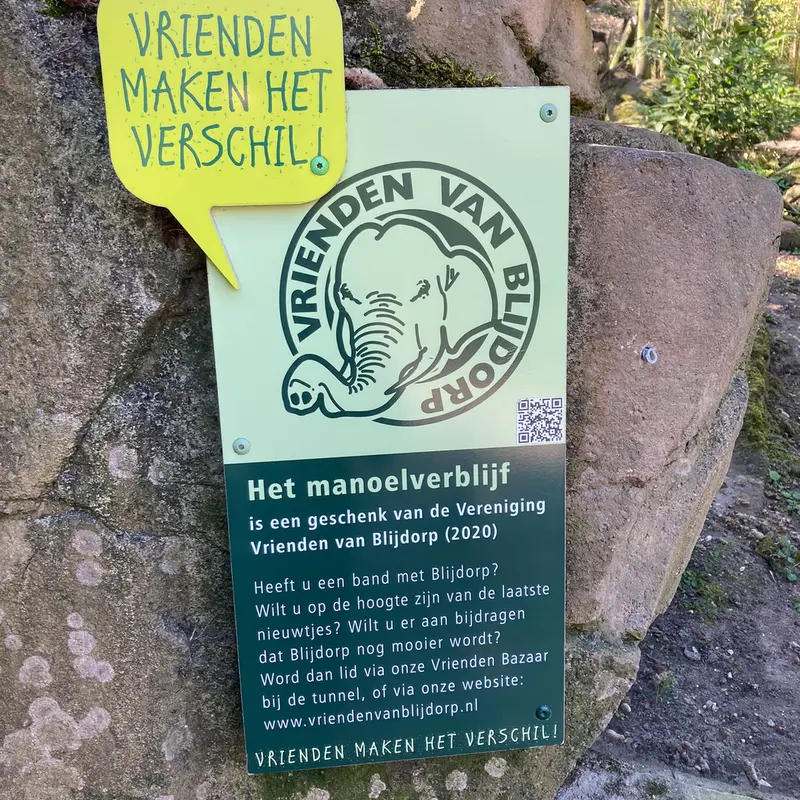 VRIENDEN
MAKEN HET
VERSCHIL!
VRIENDEN VAN BLIJDORP
Het manoelverblijf
is een geschenk van de Vereniging
Vrienden van Blijdorp (2020)
Heeft u een band met Blijdorp?
Wilt u op de hoogte zijn van de laatste
nieuwtjes? Wilt u er aan bijdragen
dat Blijdorp nog mooier wordt?
Word dan lid via onze Vrienden Bazaar
bij de tunnel, of via onze website:
www.vriendenvanblijdorp.nl
VRIENDEN MAKEN HET VERSCHIL!